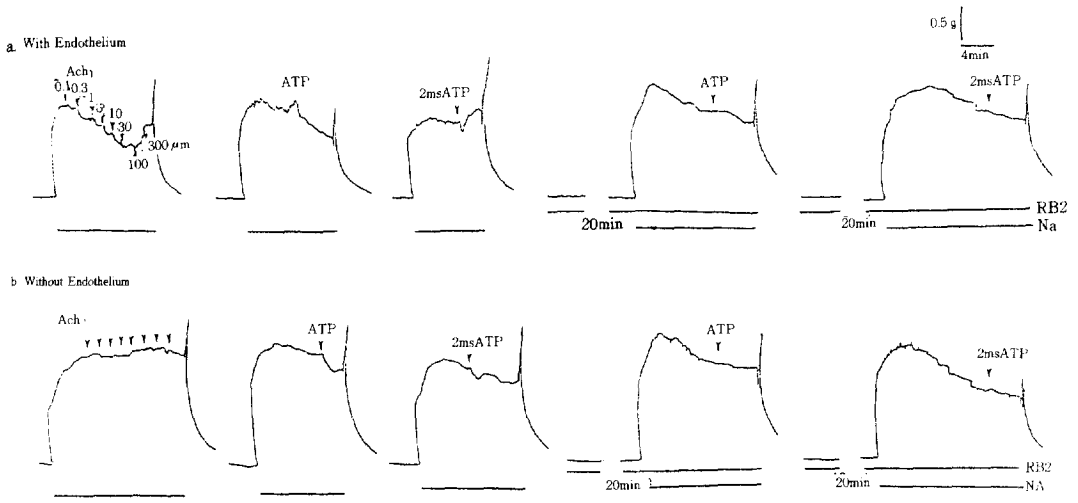 0.5 g
4min
a With Endothelium
Ach
0.1 0.3 1 3 10 30 100 300 μm
ATP
2msATP
ATP
2msATP
20min
20min
RB2
Na
b Without Endothelium
Ach
ATP
2msATP
ATP
2msATP
20min
20min
RB2
NA